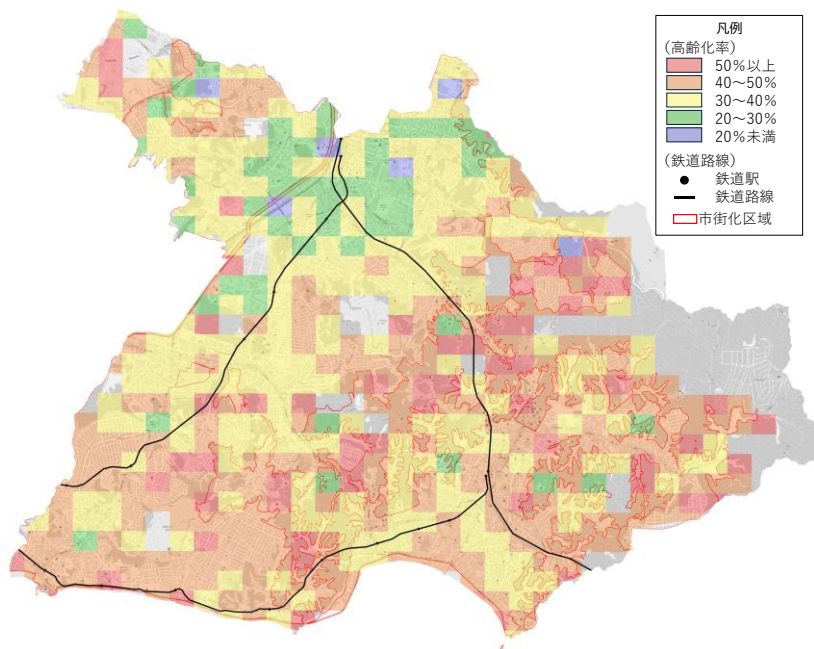 凡例
(高齢化率)
50%以上
40~50%
30~40%
20~30%
20%未満
(鉄道路線)
鉄道駅
鉄道路線
市街化区域